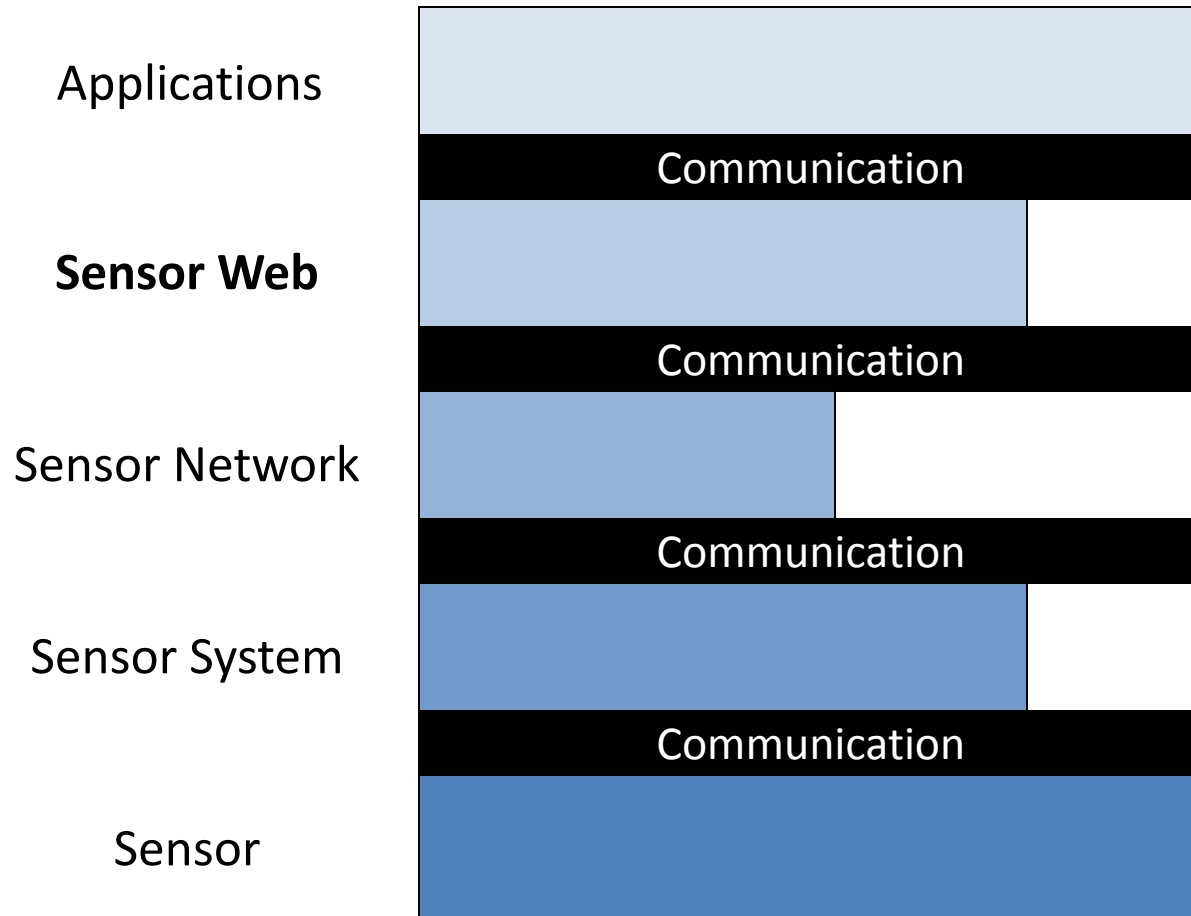 Applications
Communication
Sensor Web
Communication
Sensor Network
Communication
Sensor System
Communication
Sensor